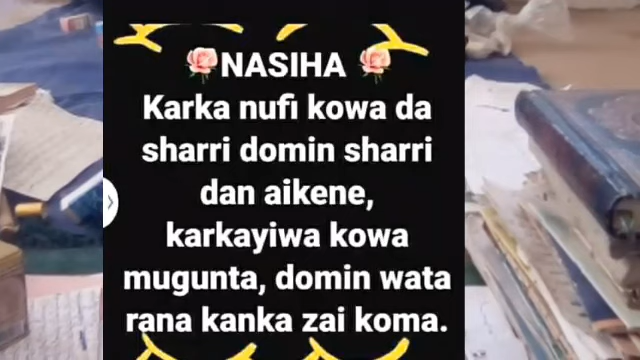 NASIHA
Karka nufi kowa da
sharri domin sharri
dan aikene,
karkayiwa kowa
mugunta, domin wata
rana kanka zai koma.